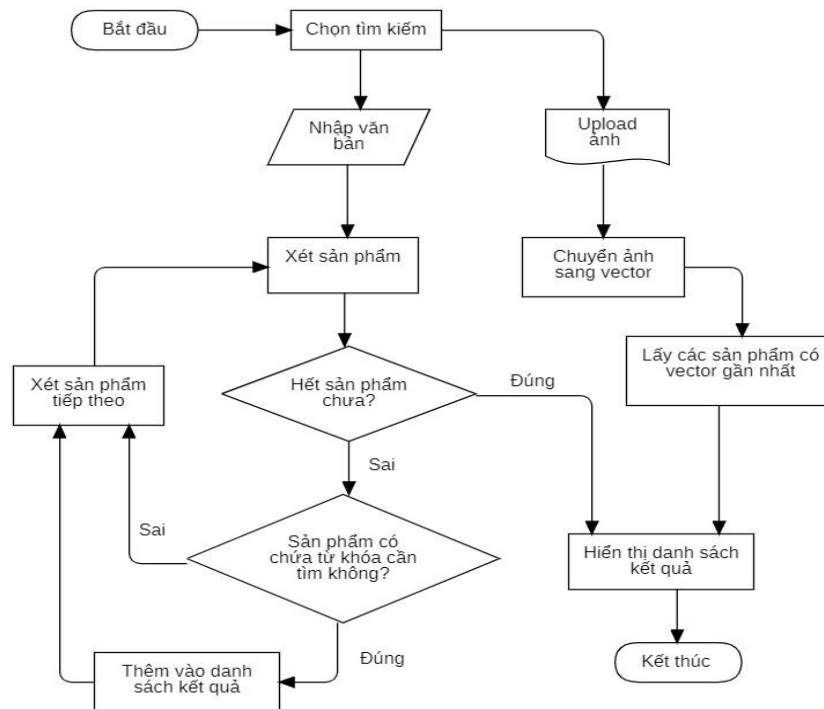 Bắt đầu
Chọn tìm kiếm
Nhập văn
bản
Upload
ảnh
Xét sản phẩm
Chuyển ảnh
sang vector
Lấy các sản phẩm có
vector gần nhất
Xét sản phẩm
tiếp theo
Hết sản phẩm
chưa?
Đúng
Sai
Sai
Sản phẩm có
chứa từ khóa cần
tìm không?
Hiển thị danh sách
kết quả
Đúng
Thêm vào danh
sách kết quả
Kết thúc